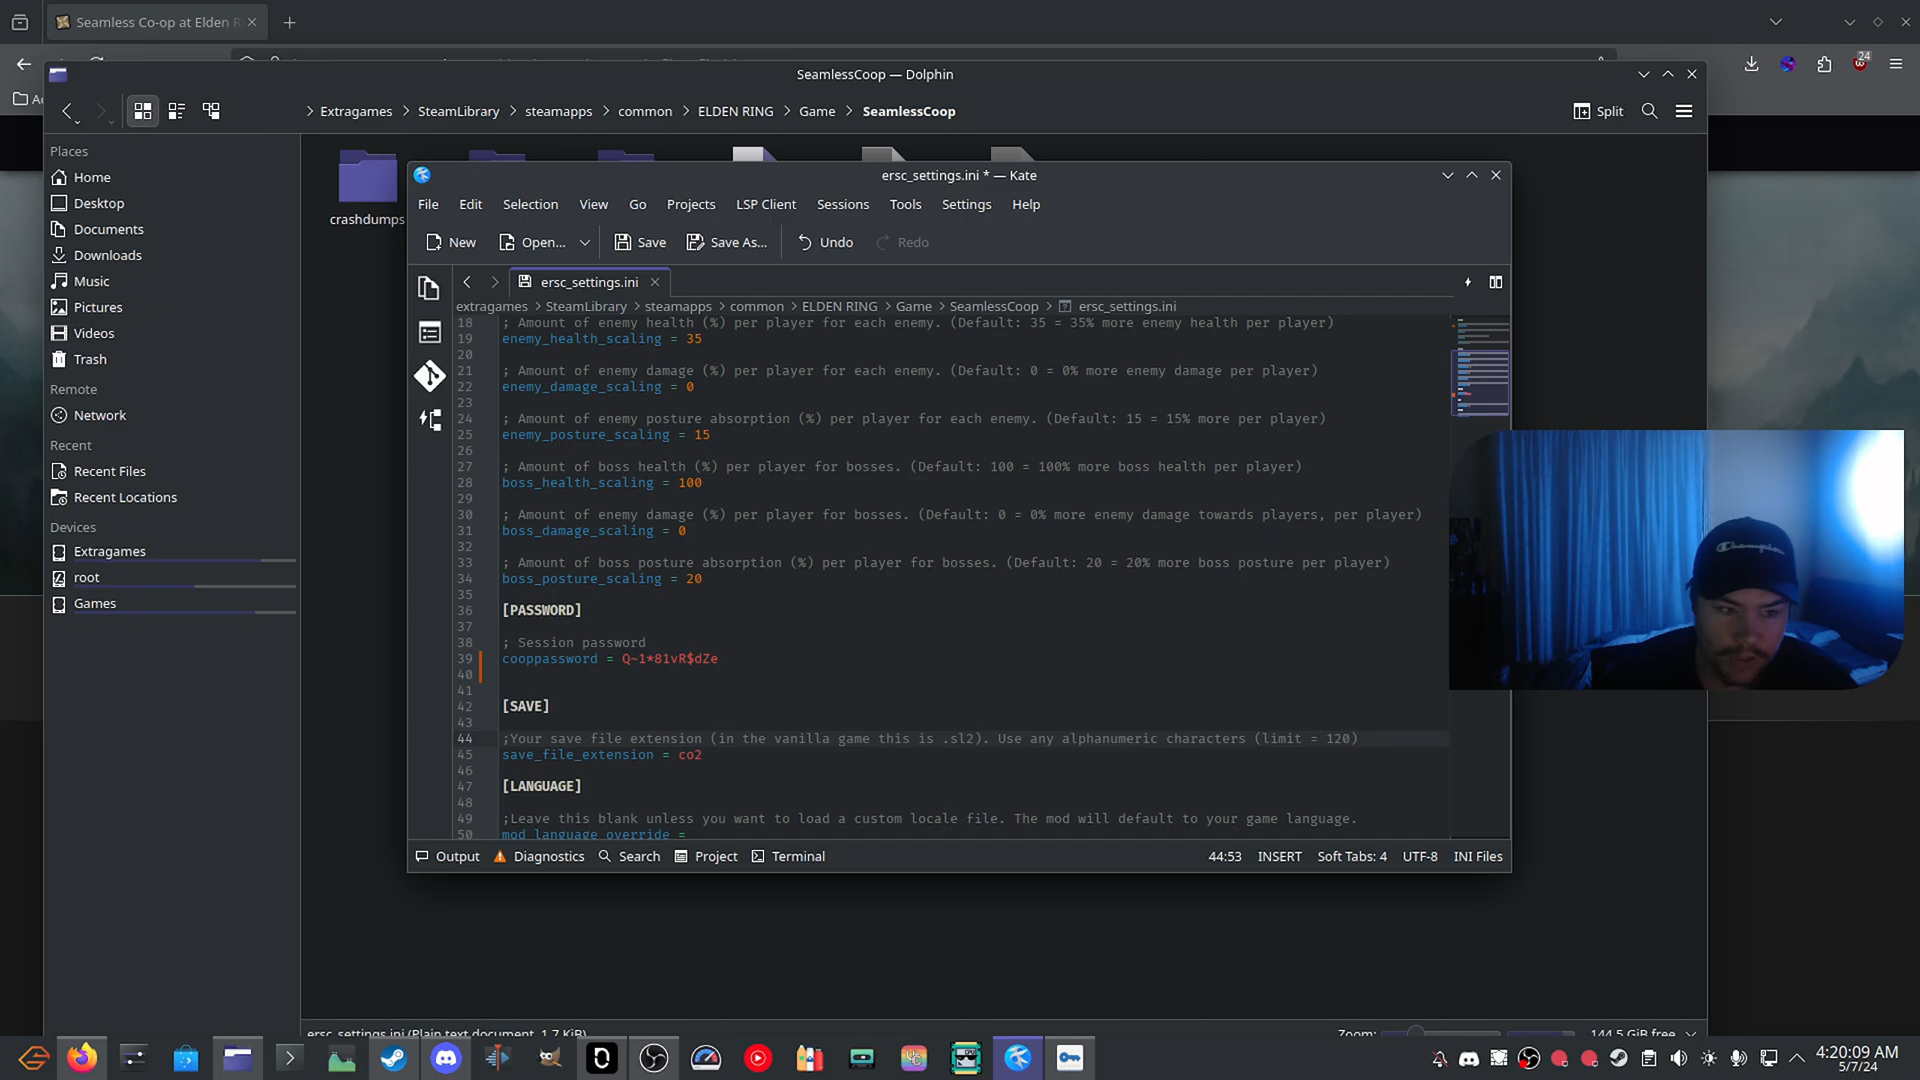 Seamless Co-op at Elden R
24
SeamlessCoop — Dolphin
Extragames
SteamLibrary
steamapps
common
ELDEN RING
Game
SeamlessCoop
Split
Places
Home
Desktop
Documents
Downloads
Music
Pictures
Videos
Trash
Remote
Network
Recent
Recent Files
Recent Locations
Devices
Extragames
root
Games
crashdumps
ersc_settings.ini * — Kate
File Edit Selection View Go Projects LSP Client Sessions Tools Settings Help
New Open... Save Save As... Undo Redo
ersc_settings.ini
extragames SteamLibrary steamapps common ELDEN RING Game SeamlessCoop ersc_settings.ini
18 ; Amount of enemy health (%) per player for each enemy. (Default: 35 = 35% more enemy health per player)
19 enemy_health_scaling = 35
20
21 ; Amount of enemy damage (%) per player for each enemy. (Default: 0 = 0% more enemy damage per player)
22 enemy_damage_scaling = 0
23
24 ; Amount of enemy posture absorption (%) per player for each enemy. (Default: 15 = 15% more per player)
25 enemy_posture_scaling = 15
26
27 ; Amount of boss health (%) per player for bosses. (Default: 100 = 100% more boss health per player)
28 boss_health_scaling = 100
29
30 ; Amount of enemy damage (%) per player for bosses. (Default: 0 = 0% more enemy damage towards players, per player)
31 boss_damage_scaling = 0
32
33 ; Amount of boss posture absorption (%) per player for bosses. (Default: 20 = 20% more boss posture per player)
34 boss_posture_scaling = 20
35
36 [PASSWORD]
37
38 ; Session password
39 cooppassword = Q~1*81vR$dZe
40
41
42 [SAVE]
43
44 ;Your save file extension (in the vanilla game this is .sl2). Use any alphanumeric characters (limit = 120)
45 save_file_extension = co2
46
47 [LANGUAGE]
48
49 ;Leave this blank unless you want to load a custom locale file. The mod will default to your game language.
50 mod_language_override =
Output Diagnostics Search Project Terminal 44:53 INSERT Soft Tabs: 4 UTF-8 INI Files
Champion
ersc_settings.ini (Plain text document, 1.7 KiB)
Zoom:
144.5 GiB free
4:20:09 AM
5/7/24